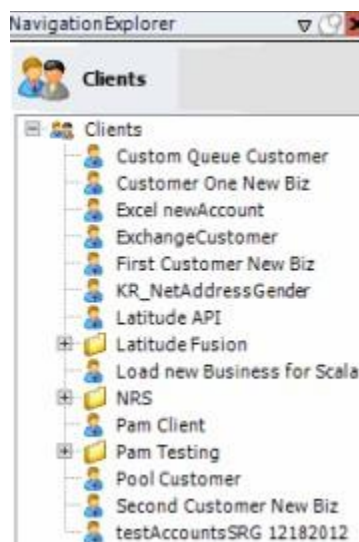 NavigationExplorer
Clients
Clients
Custom Queue Customer
Customer One New Biz
Excel newAccount
ExchangeCustomer
First Customer New Biz
KR_NetAddressGender
Latitude API
Latitude Fusion
Load new Business for Scala
NRS
Pam Client
Pam Testing
Pool Customer
Second Customer New Biz
testAccountsSRG 12182012